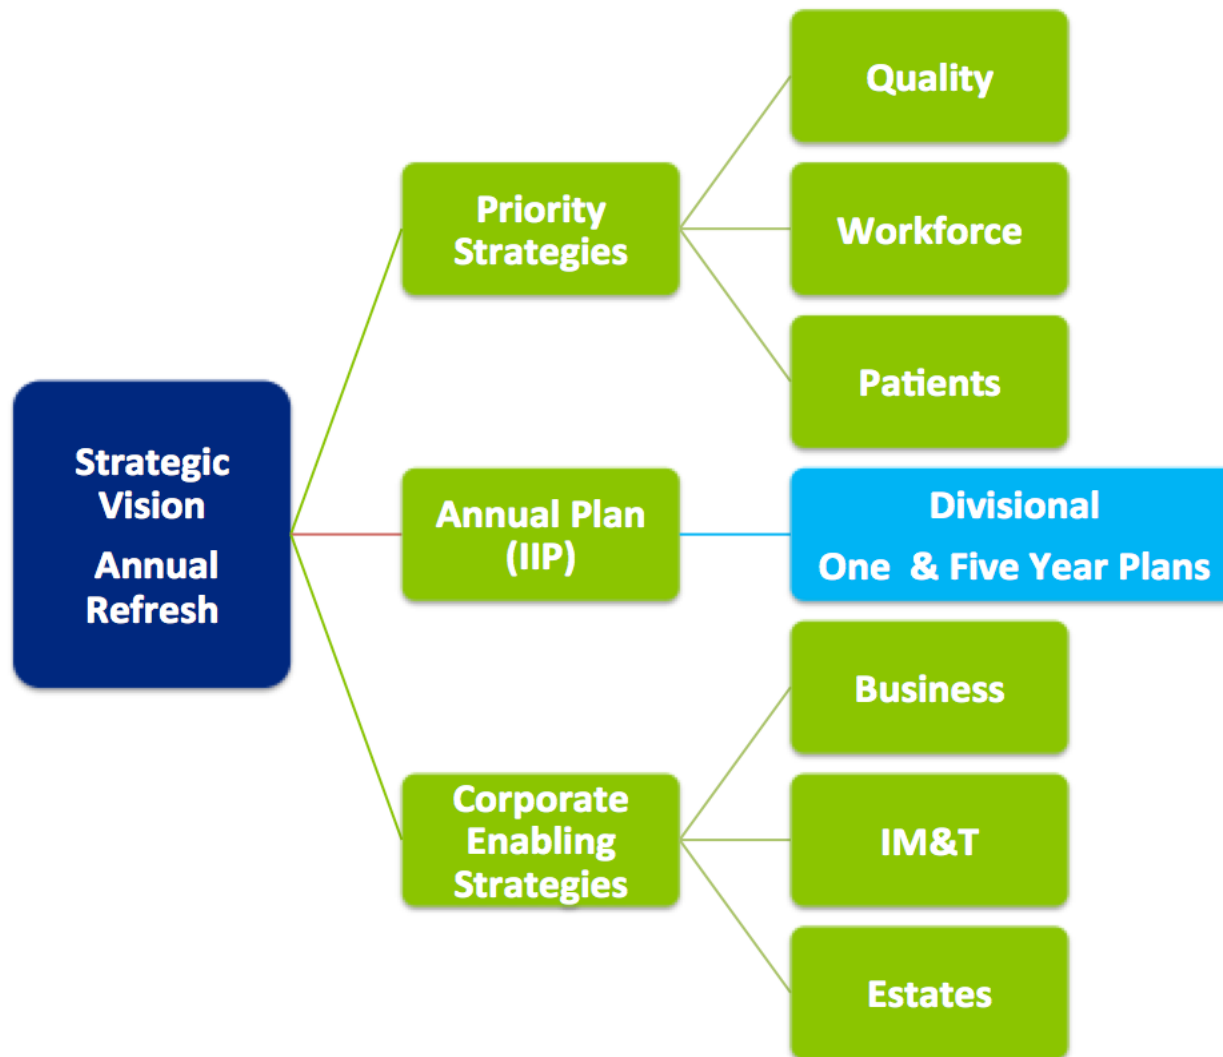 Strategic
Vision
Annual
Refresh
Priority
Strategies
Quality
Workforce
Patients
Annual Plan
(IIP)
Divisional
One & Five Year Plans
Corporate
Enabling
Strategies
Business
IM&T
Estates